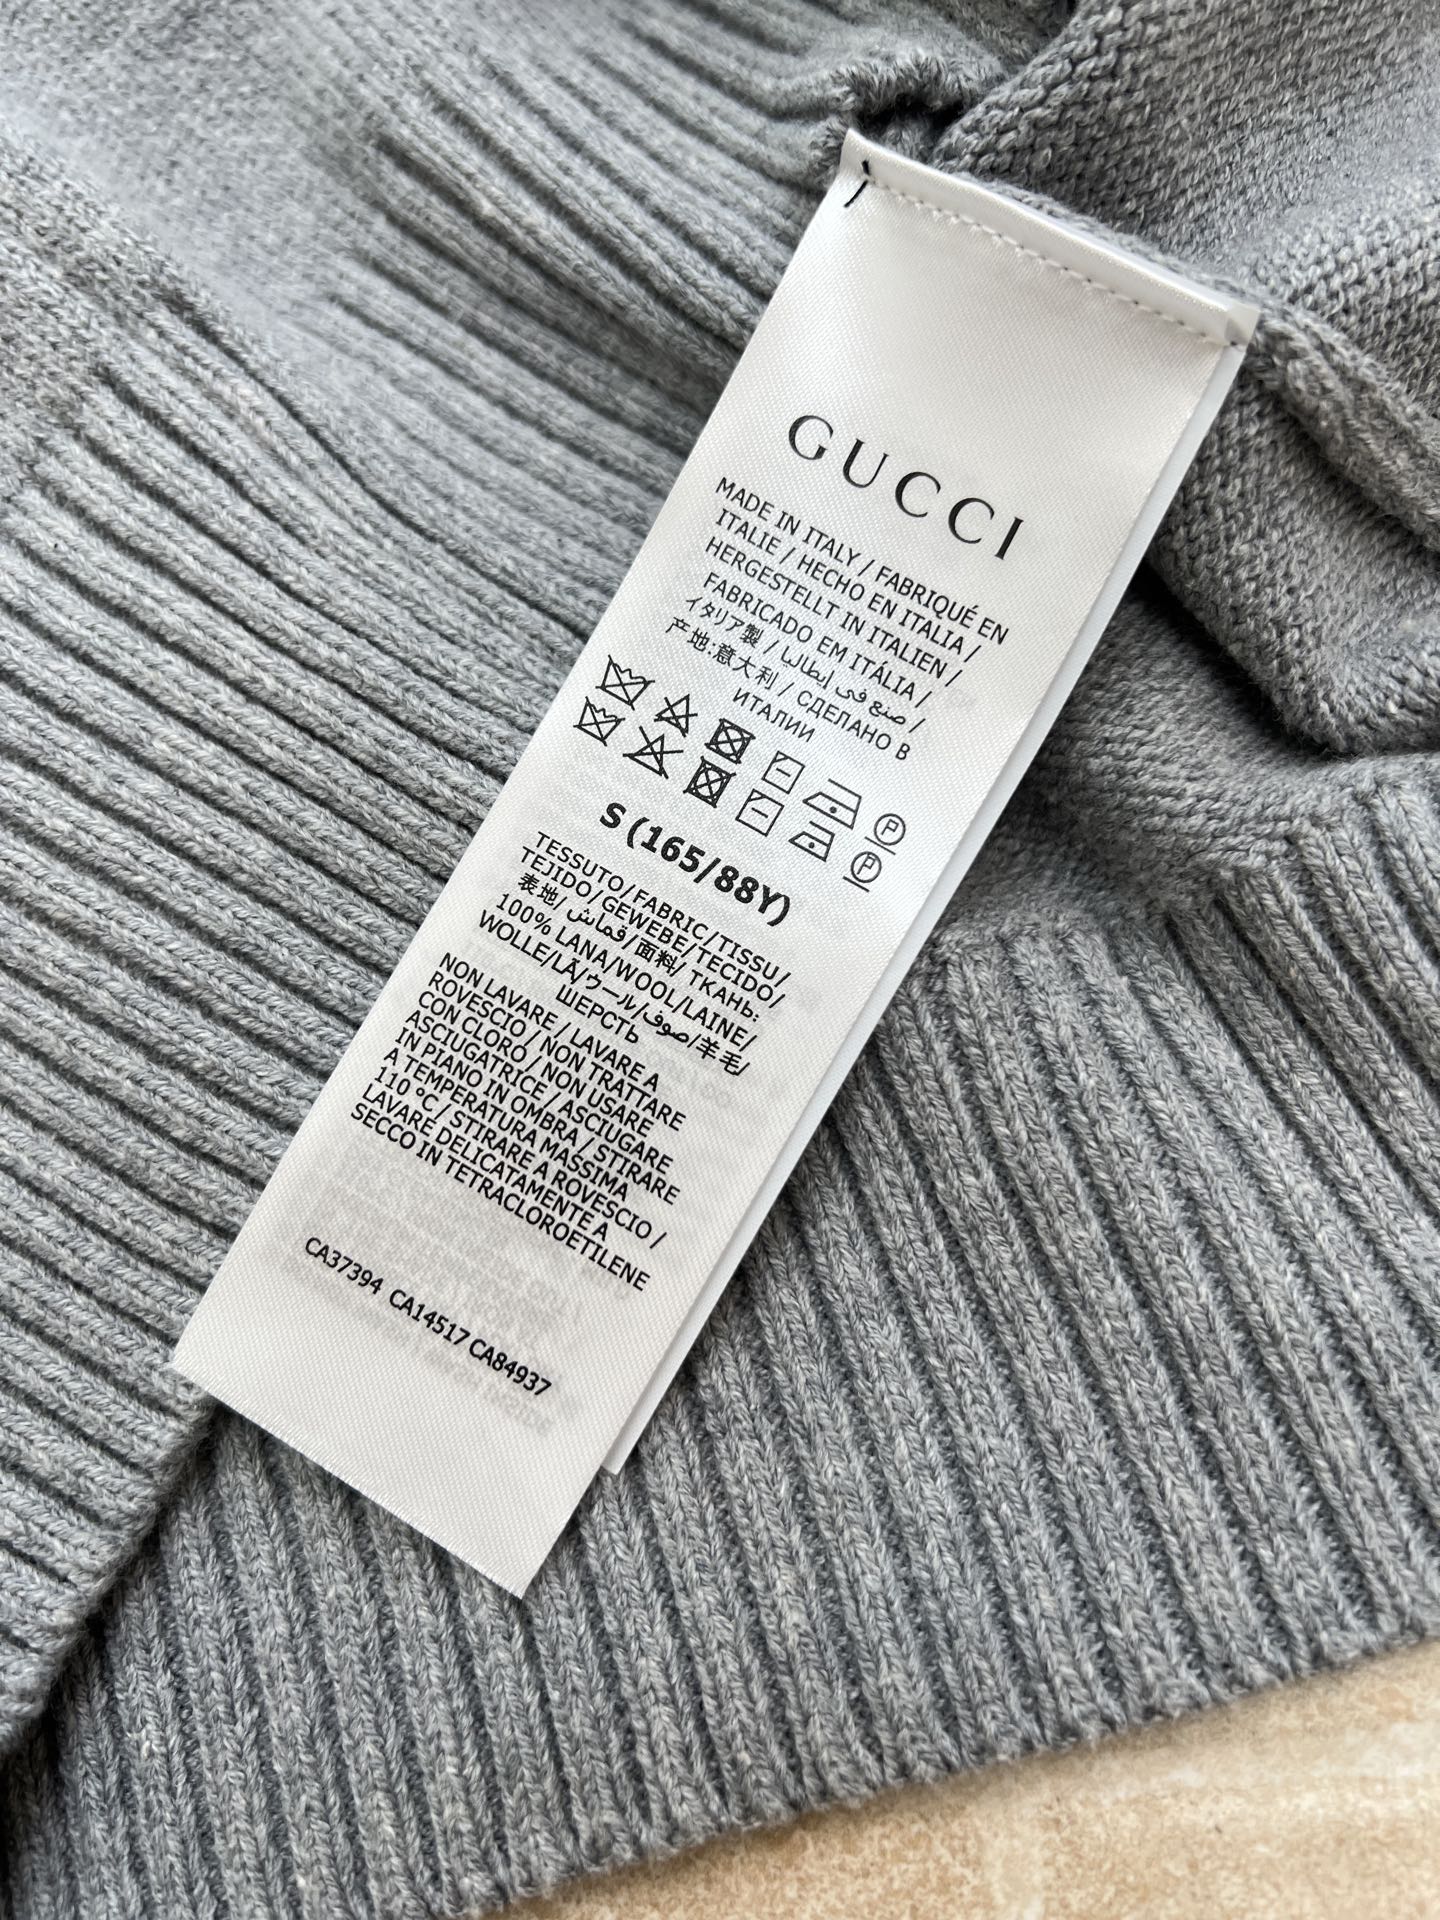 GUCCI
MADE IN ITALY / FABRIQUÉ EN
ITALIE / HECHO EN ITALIA /
HERGESTELLT IN ITALIEN /
FABRICADO EM ITÁLIA /
イタリア製 / صنع في إيطاليا /
产地:意大利 / СДЕЛАНО В
ИТАЛИИ
P
P
S (165/88Y)
TESSUTO/FABRIC/TISSU/
TEJIDO/GEWEBE/TECIDO/
表地/ قماش/面料/ ТКАНЬ:
100% LANA/WOOL/LAINE/
WOLLE/LÃ/ウール/صوف/羊毛/
ШЕРСТЬ
NON LAVARE / LAVARE A
ROVESCIO / NON TRATTARE
CON CLORO / NON USARE
ASCIUGATRICE / ASCIUGARE
IN PIANO IN OMBRA / STIRARE
A TEMPERATURA MASSIMA
110 °C / STIRARE A ROVESCIO /
LAVARE DELICATAMENTE A
SECCO IN TETRACLOROETILENE
CA37394 CA14517 CA84937